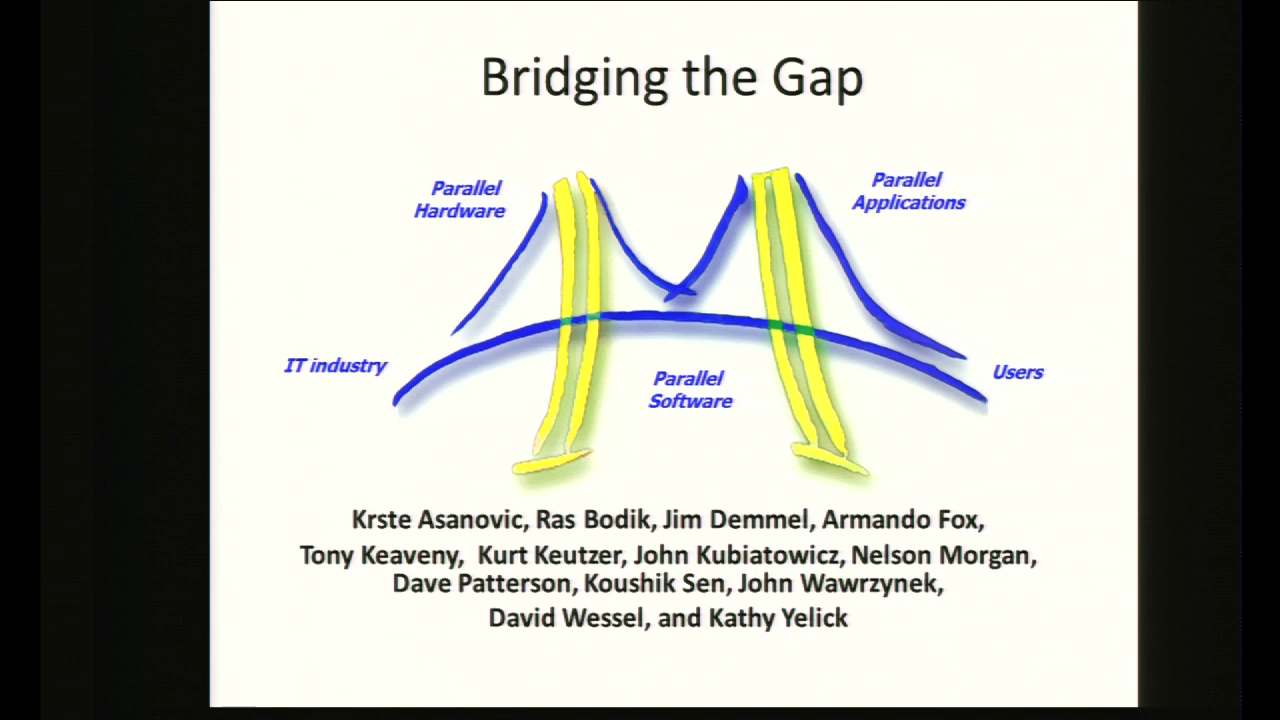 Bridging the Gap
Parallel
Hardware
Parallel
Applications
IT industry
Parallel
Software
Users
Krste Asanovic, Ras Bodik, Jim Demmel, Armando Fox,
Tony Keaveny, Kurt Keutzer, John Kubiatowicz, Nelson Morgan,
Dave Patterson, Koushik Sen, John Wawrzynek,
David Wessel, and Kathy Yelick